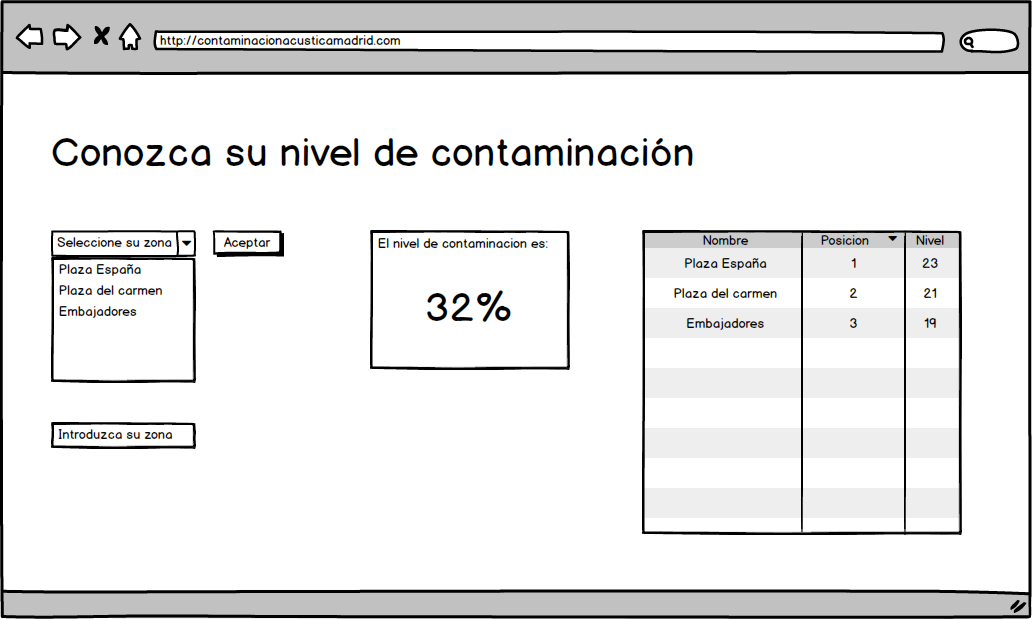 http://contaminacionacusticamadrid.com
Conozca su nivel de contaminación
Seleccione su zona
Aceptar
Plaza España
Plaza del carmen
Embajadores
Introduzca su zona
El nivel de contaminacion es:
32%
Nombre Posicion Nivel
Plaza España 1 23
Plaza del carmen 2 21
Embajadores 3 19